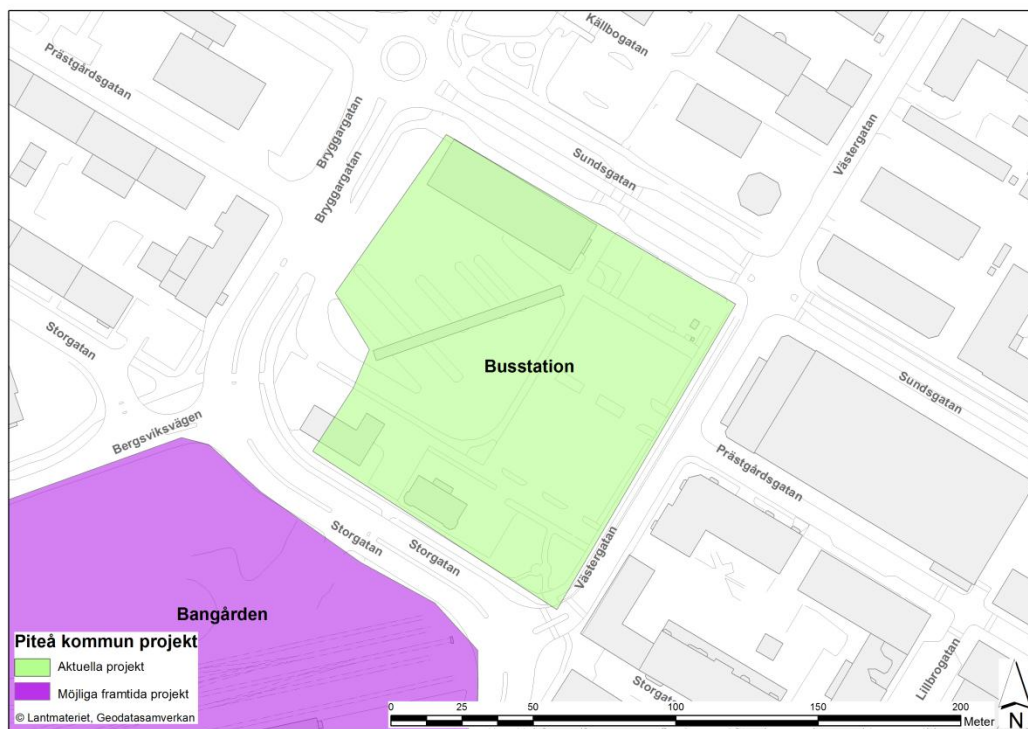 Källbogatan
Prästgårdsgatan
Bryggargatan
Västergatan
Bryggargatan
Sundsgatan
Storgatan
Busstation
Sundsgatan
Bergsviksvägen
Prästgårdsgatan
Storgatan
Storgatan
Västergatan
Bangården
Lillbrogatan
Storgatan
Piteå kommun projekt
Aktuella projekt
Möjliga framtida projekt
© Lantmateriet, Geodatasamverkan
0 25 50 100 150 200
Meter
N